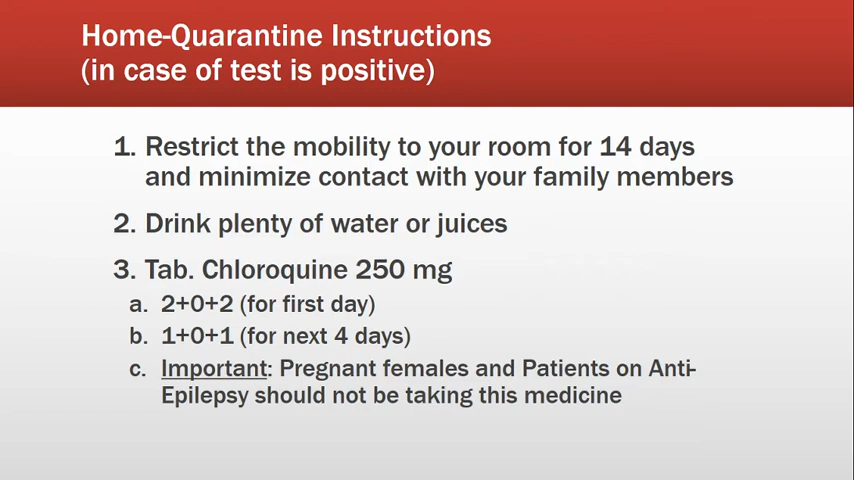 Home-Quarantine Instructions
(in case of test is positive)
1. Restrict the mobility to your room for 14 days
and minimize contact with your family members
2. Drink plenty of water or juices
3. Tab. Chloroquine 250 mg
a. 2+0+2 (for first day)
b. 1+0+1 (for next 4 days)
c. Important: Pregnant females and Patients on Anti-
Epilepsy should not be taking this medicine